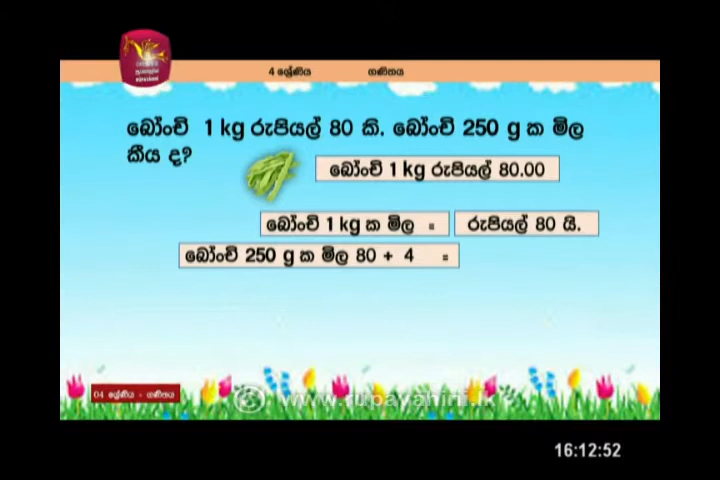 4 ශ්‍රේණිය ගණිතය
බෝංචි 1 kg රුපියල් 80 කි. බෝංචි 250 g ක මිල
කීය ද?
බෝංචි 1 kg රුපියල් 80.00
බෝංචි 1 kg ක මිල = රුපියල් 80 යි.
බෝංචි 250 g ක මිල 80 + 4 =
04 ශ්‍රේණිය - ගණිතය
© www.rupavahini.lk
16:12:52